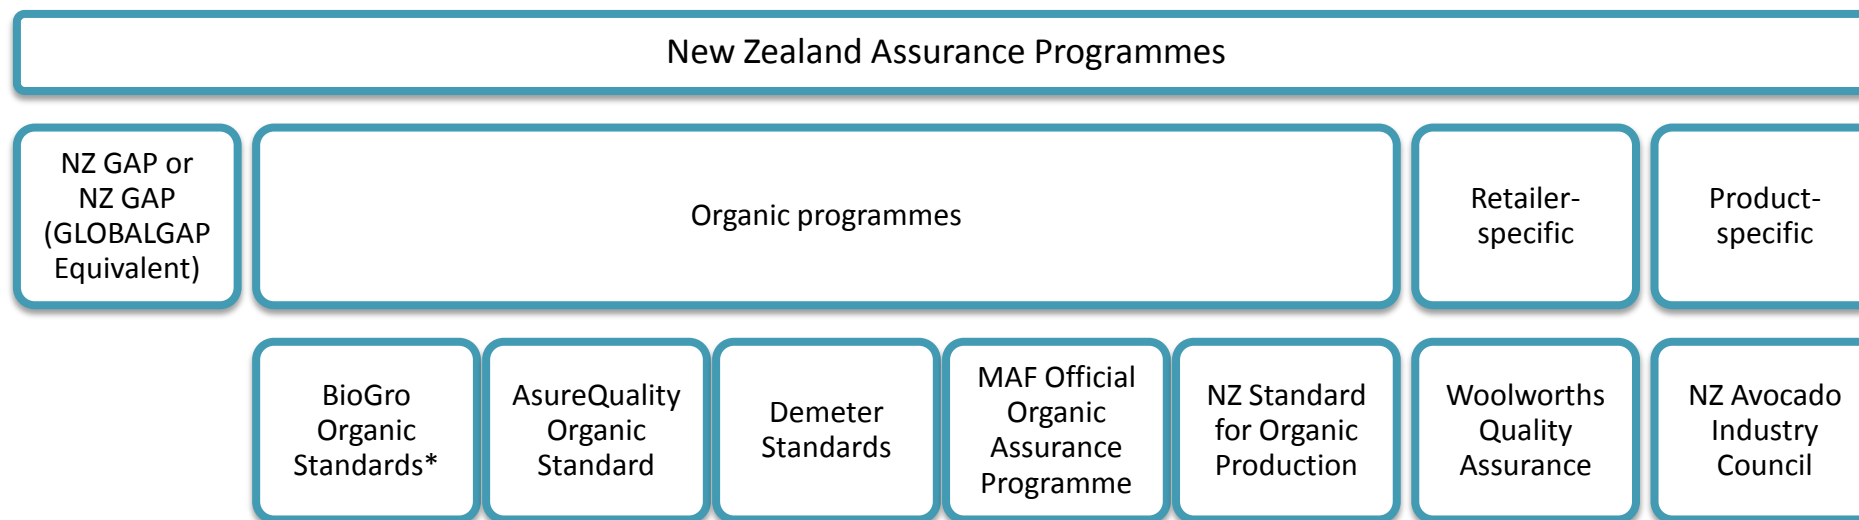 New Zealand Assurance Programmes
NZ GAP or
NZ GAP
(GLOBALGAP
Equivalent)
Organic programmes
Retailer-
specific
Product-
specific
BioGro
Organic
Standards*
AsureQuality
Organic
Standard
Demeter
Standards
MAF Official
Organic
Assurance
Programme
NZ Standard
for Organic
Production
Woolworths
Quality
Assurance
NZ Avocado
Industry
Council